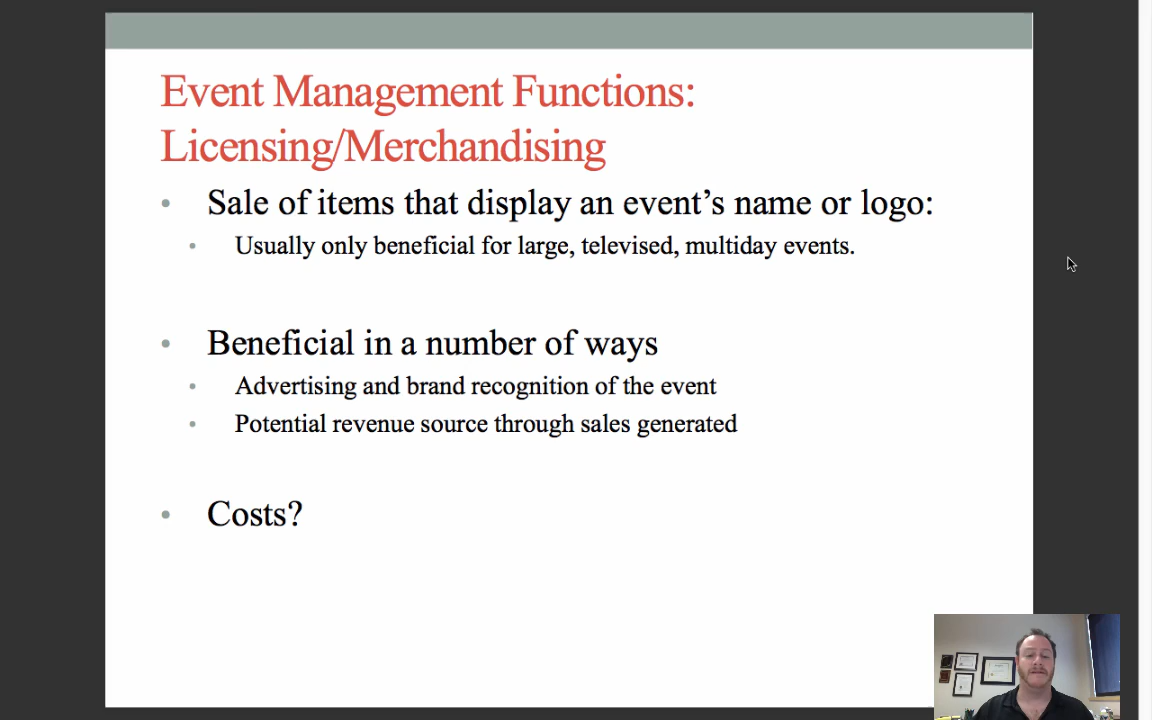 Event Management Functions:
Licensing/Merchandising
Sale of items that display an event’s name or logo:
Usually only beneficial for large, televised, multiday events.
Beneficial in a number of ways
Advertising and brand recognition of the event
Potential revenue source through sales generated
Costs?